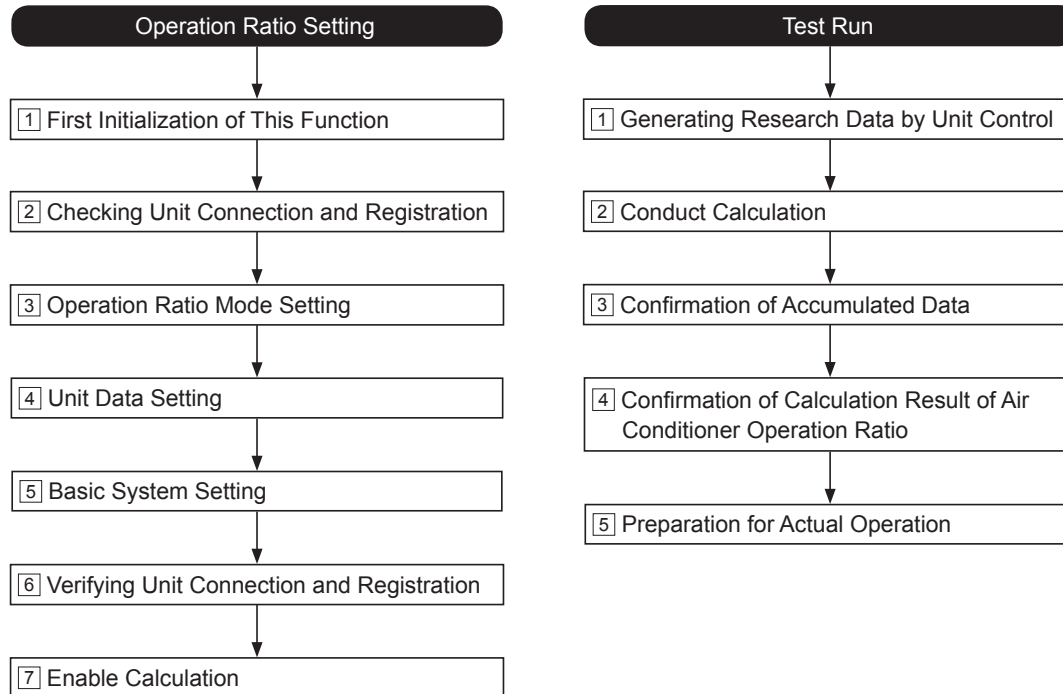 Operation Ratio Setting
1 First Initialization of This Function
2 Checking Unit Connection and Registration
3 Operation Ratio Mode Setting
4 Unit Data Setting
5 Basic System Setting
6 Verifying Unit Connection and Registration
7 Enable Calculation
Test Run
1 Generating Research Data by Unit Control
2 Conduct Calculation
3 Confirmation of Accumulated Data
4 Confirmation of Calculation Result of Air
Conditioner Operation Ratio
5 Preparation for Actual Operation